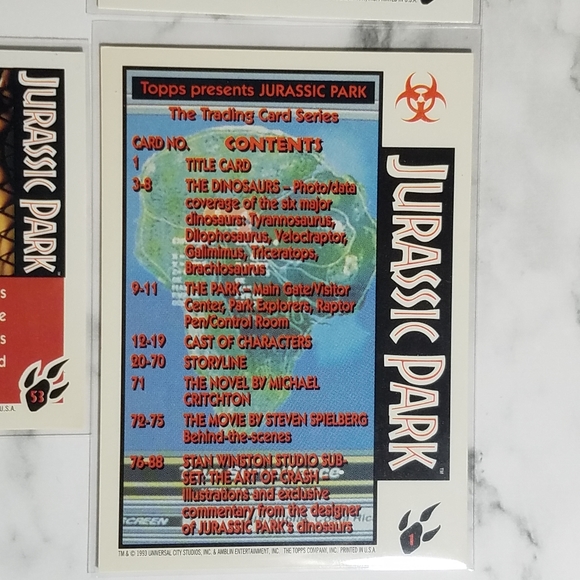 U.S.A.
Topps presents JURASSIC PARK
The Trading Card Series
CARD NO. CONTENTS
1 TITLE CARD
3-8 THE DINOSAURS – Photo/data
coverage of the six major
dinosaurs: Tyrannosaurus,
Dilophosaurus, Velociraptor,
Gallimimus, Triceratops,
Brachiosaurus
9-11 THE PARK – Main Gate/Visitor
Center, Park Explorers, Raptor
Pen/Control Room
12-19 CAST OF CHARACTERS
20-70 STORYLINE
71 THE NOVEL BY MICHAEL
CRITCHTON
72-75 THE MOVIE BY STEVEN SPIELBERG
Behind-the-scenes
76-88 STAN WINSTON STUDIO SUB-
SET: THE ART OF CRASH
Illustrations and exclusive
commentary from the designer
of JURASSIC PARK's dinosaurs
JURASSIC PARK
TM
1
TM & © 1993 UNIVERSAL CITY STUDIOS, INC. & AMBLIN ENTERTAINMENT, INC. THE TOPPS COMPANY, INC. PRINTED IN U.S.A.
JURASSIC PARK
s
e
s
d
53
U.S.A.